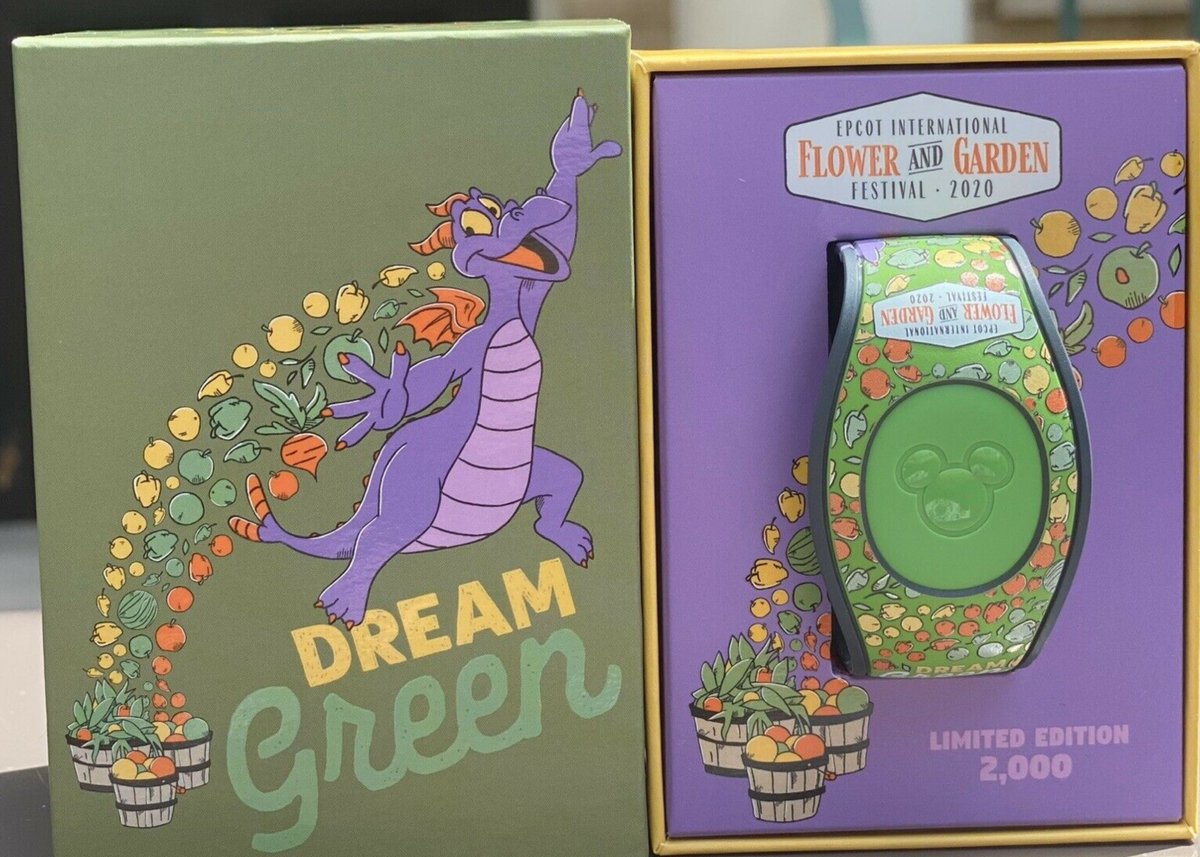 DREAM
Green
EPCOT INTERNATIONAL
FLOWER AND GARDEN
FESTIVAL · 2020
EPCOT INTERNATIONAL
FLOWER AND GARDEN
FESTIVAL · 2020
DREAM
LIMITED EDITION
2,000